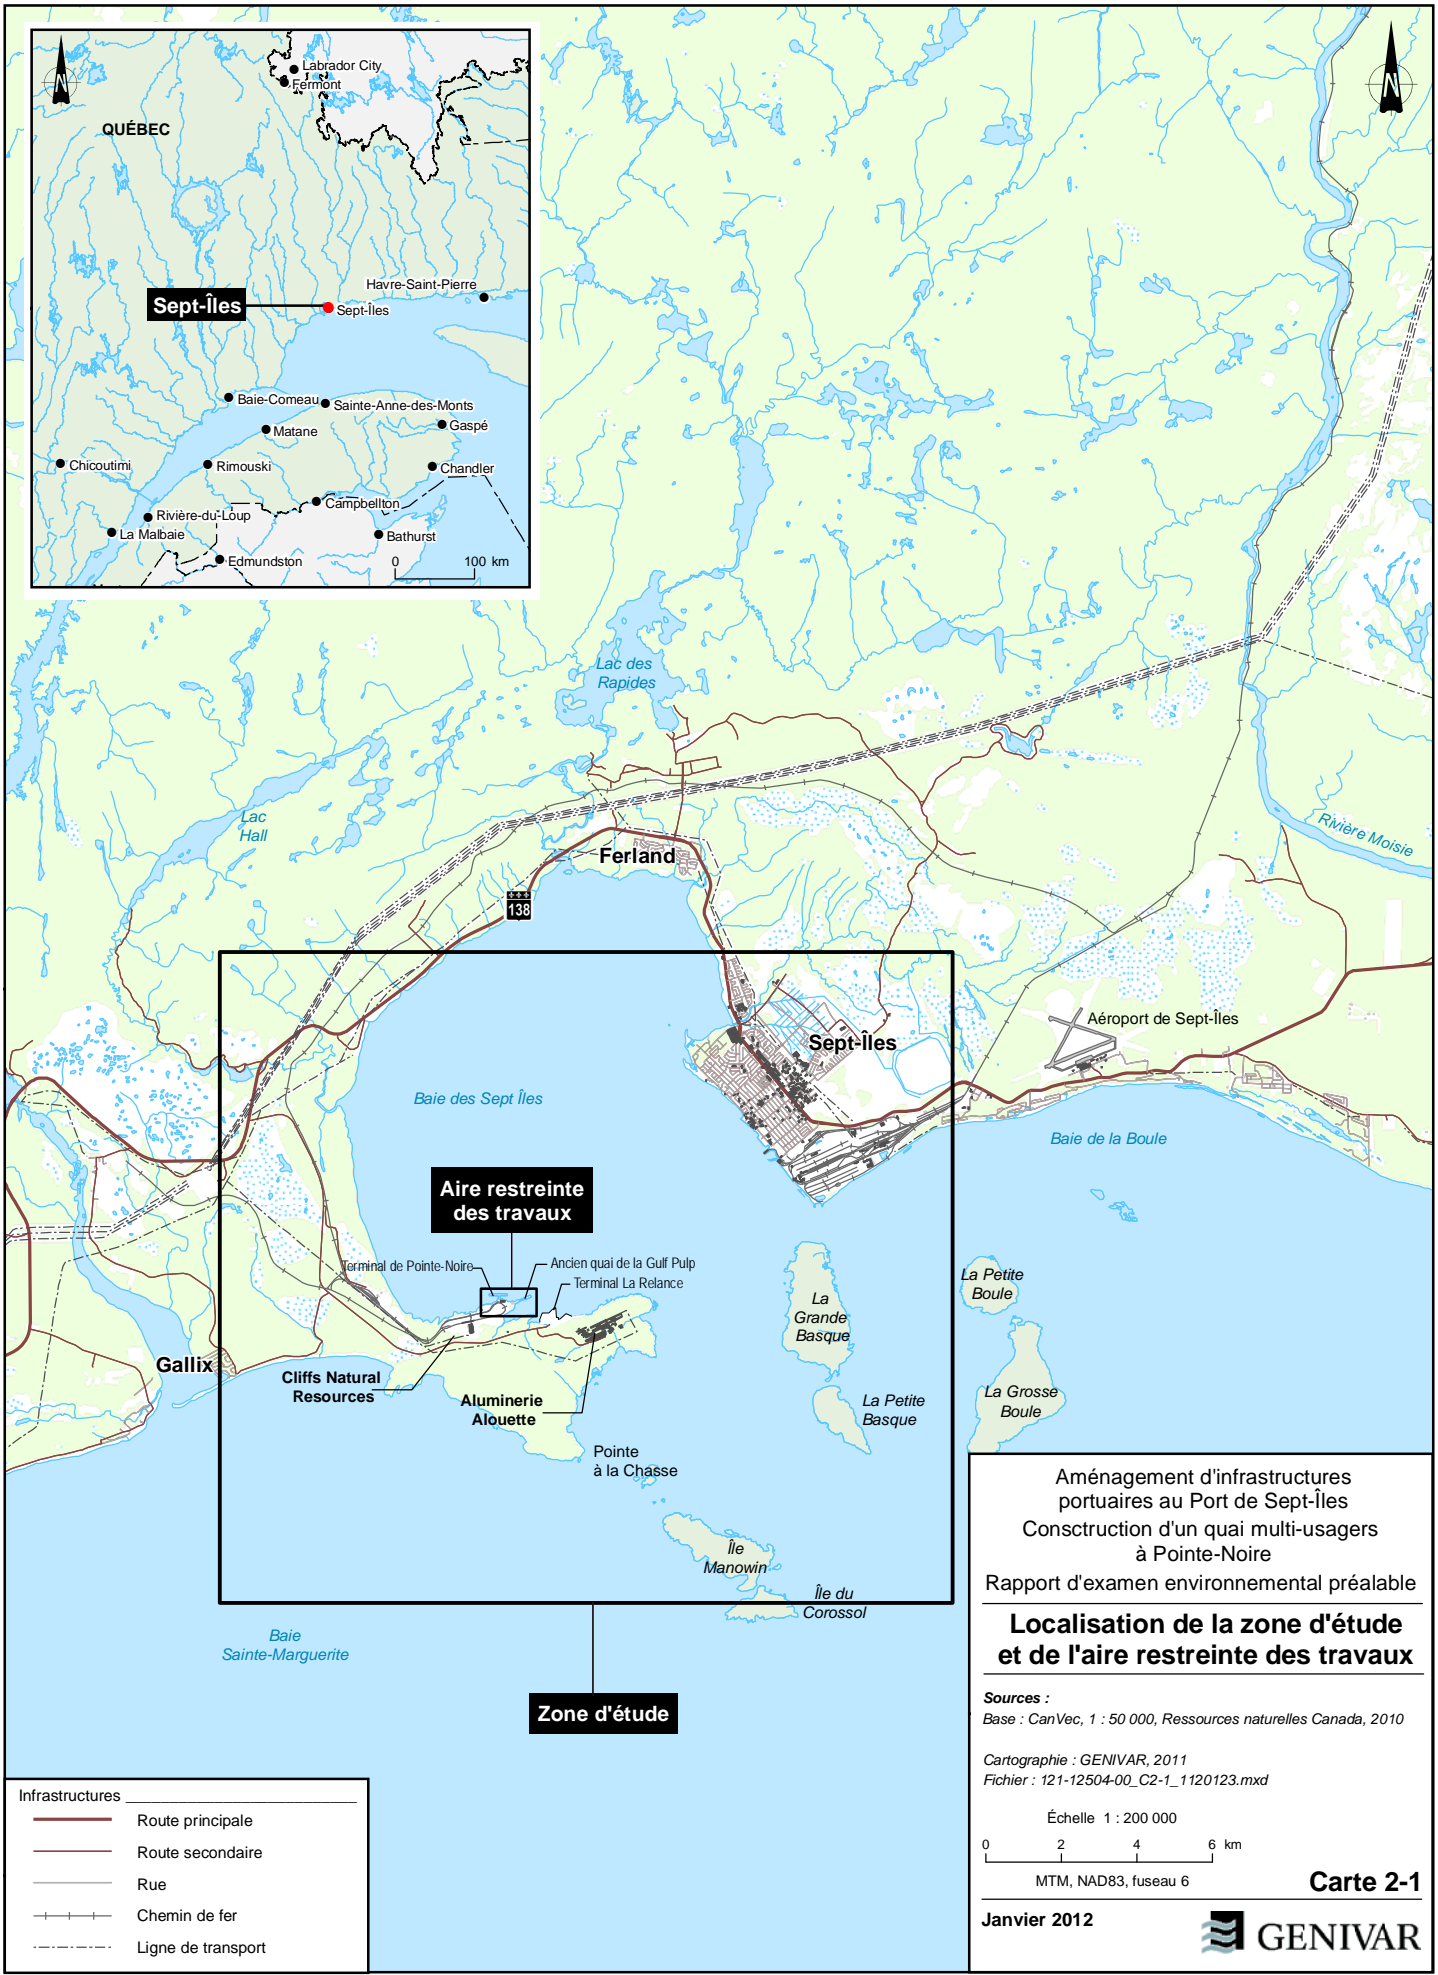 N
Labrador City
Fermont
QUÉBEC
Havre-Saint-Pierre
Sept-Îles
Sept-Îles
Baie-Comeau
Sainte-Anne-des-Monts
Matane
Gaspé
Chicoutimi
Rimouski
Chandler
Campbellton
Rivière-du-Loup
La Malbaie
Bathurst
Edmundston
0 100 km
N
Lac des
Rapides
Lac
Hall
Rivière Moisie
Ferland
138
Aéroport de Sept-Îles
Sept-Îles
Baie des Sept Îles
Baie de la Boule
Aire restreinte
des travaux
Terminal de Pointe-Noire
Ancien quai de la Gulf Pulp
Terminal La Relance
La Petite
Boule
La
Grande
Basque
Gallix
Cliffs Natural
Resources
Aluminerie
Alouette
La Petite
Basque
La Grosse
Boule
Pointe
à la Chasse
Île
Manowin
Île du
Corossol
Baie
Sainte-Marguerite
Zone d'étude
Aménagement d'infrastructures
portuaires au Port de Sept-Îles
Consctruction d'un quai multi-usagers
à Pointe-Noire
Rapport d'examen environnemental préalable
Localisation de la zone d'étude
et de l'aire restreinte des travaux
Sources :
Base : CanVec, 1 : 50 000, Ressources naturelles Canada, 2010
Cartographie : GENIVAR, 2011
Fichier : 121-12504-00_C2-1_1120123.mxd
Échelle 1 : 200 000
0 2 4 6 km
MTM, NAD83, fuseau 6
Carte 2-1
Janvier 2012
GENIVAR
Infrastructures
Route principale
Route secondaire
Rue
Chemin de fer
Ligne de transport